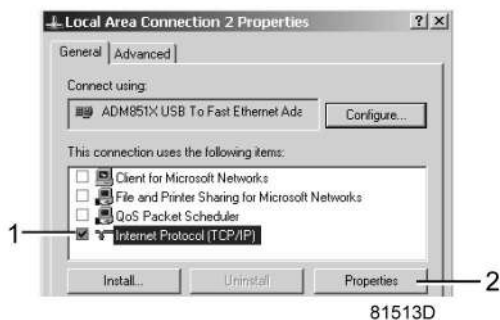 Local Area Connection 2 Properties
General Advanced
Connect using:
ADM851X USB To Fast Ethernet Ada
Configure...
This connection uses the following items:
Client for Microsoft Networks
File and Printer Sharing for Microsoft Networks
QoS Packet Scheduler
1
Internet Protocol (TCP/IP)
Install... Uninstall Properties
2
81513D